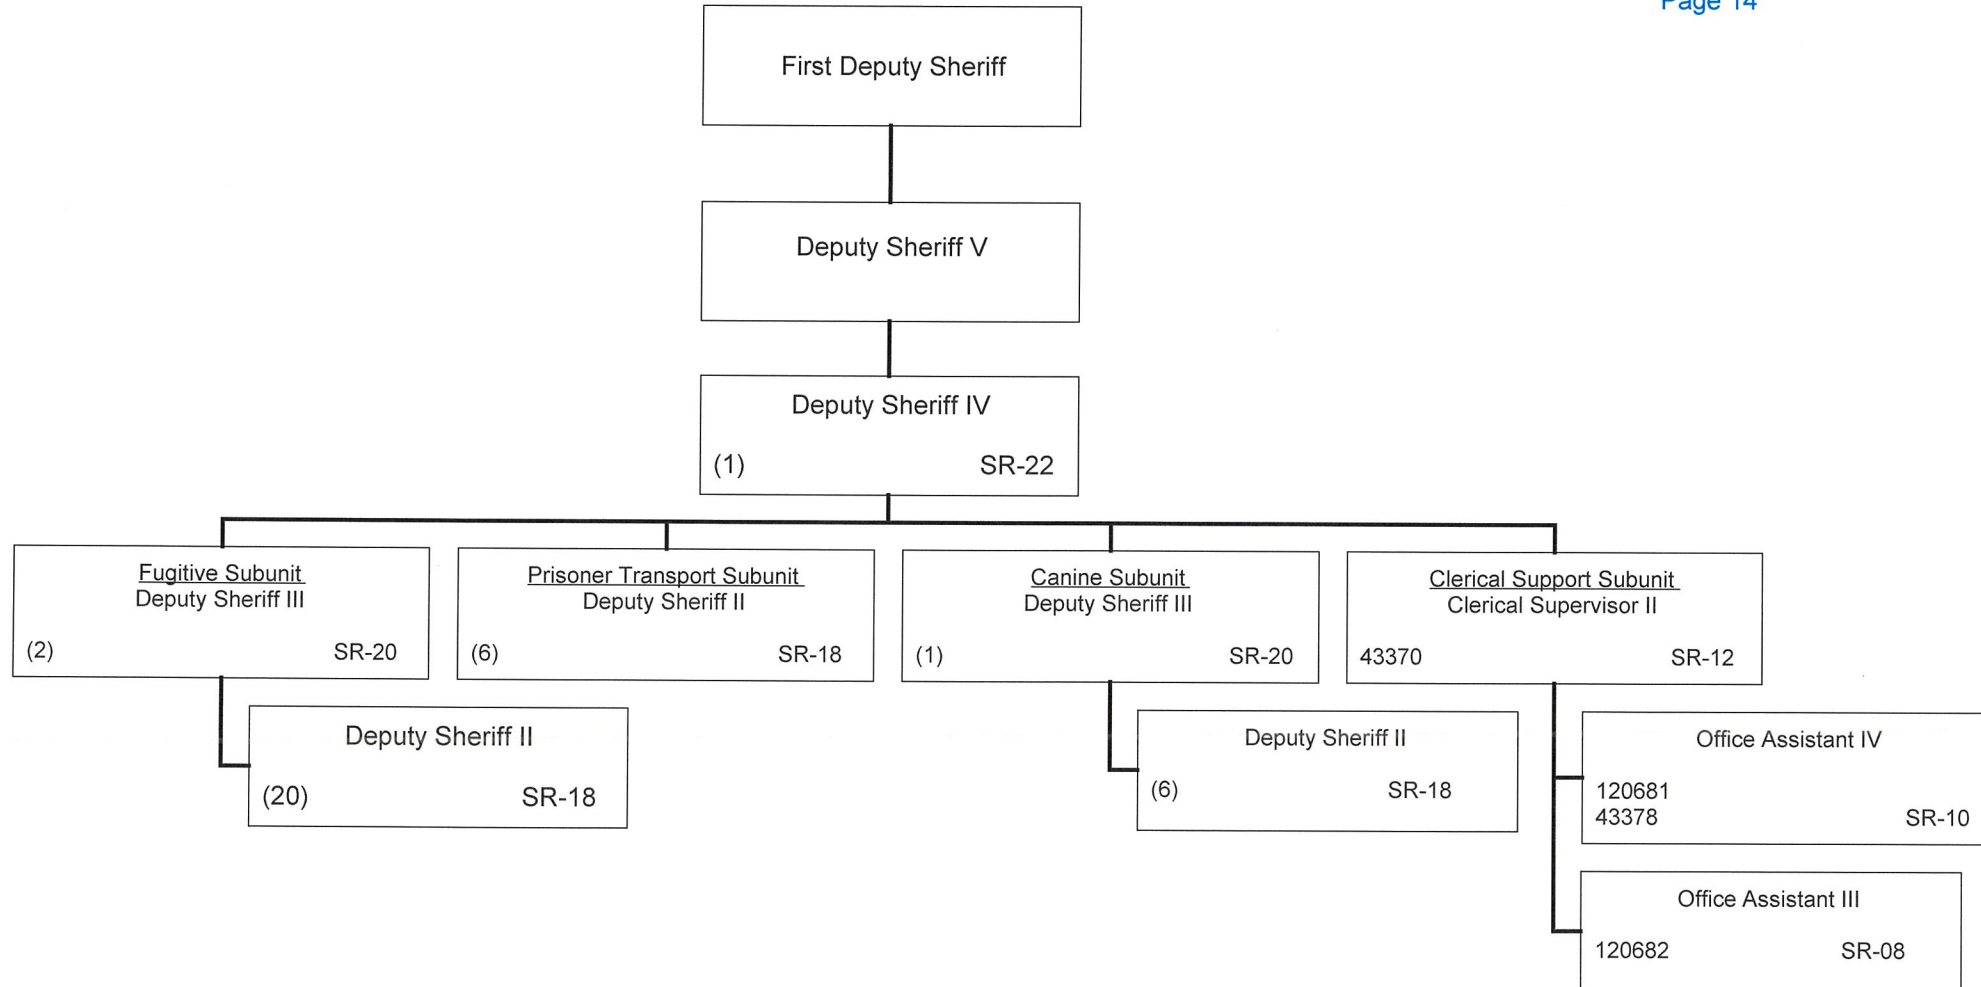 Page 14
First Deputy Sheriff
Deputy Sheriff V
Deputy Sheriff IV
(1) SR-22
Fugitive Subunit
Deputy Sheriff III
(2) SR-20
Prisoner Transport Subunit
Deputy Sheriff II
(6) SR-18
Canine Subunit
Deputy Sheriff III
(1) SR-20
Clerical Support Subunit
Clerical Supervisor II
43370 SR-12
Deputy Sheriff II
(20) SR-18
Deputy Sheriff II
(6) SR-18
Office Assistant IV
120681
43378 SR-10
Office Assistant III
120682 SR-08